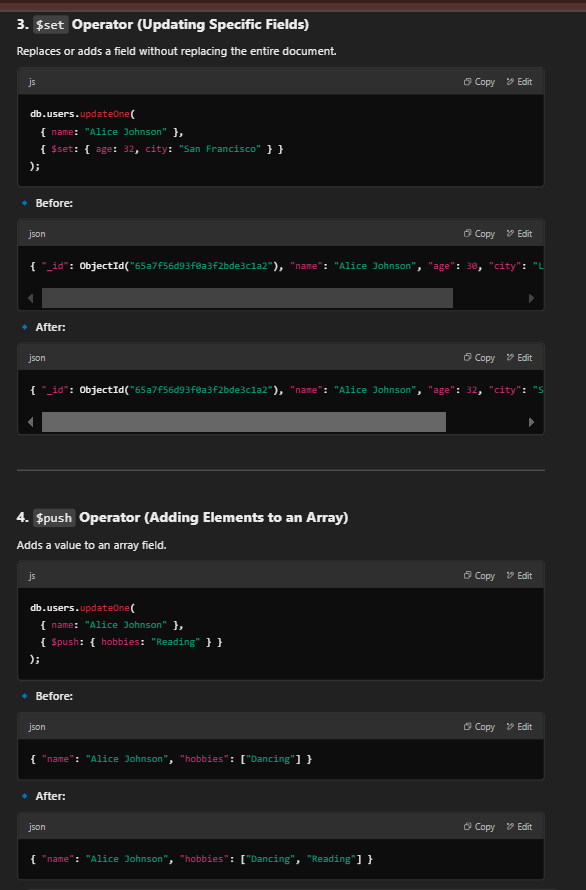 3. $set Operator (Updating Specific Fields)
Replaces or adds a field without replacing the entire document.
js
Copy
Edit
db.users.updateOne(
{ name: "Alice Johnson" },
{ $set: { age: 32, city: "San Francisco" } }
);
Before:
json
Copy
Edit
{ "_id": ObjectId("65a7f56d93f0a3f2bde3c1a2"), "name": "Alice Johnson", "age": 30, "city": "L
After:
json
Copy
Edit
{ "_id": ObjectId("65a7f56d93f0a3f2bde3c1a2"), "name": "Alice Johnson", "age": 32, "city": "S
4. $push Operator (Adding Elements to an Array)
Adds a value to an array field.
js
Copy
Edit
db.users.updateOne(
{ name: "Alice Johnson" },
{ $push: { hobbies: "Reading" } }
);
Before:
json
Copy
Edit
{ "name": "Alice Johnson", "hobbies": ["Dancing"] }
After:
json
Copy
Edit
{ "name": "Alice Johnson", "hobbies": ["Dancing", "Reading"] }